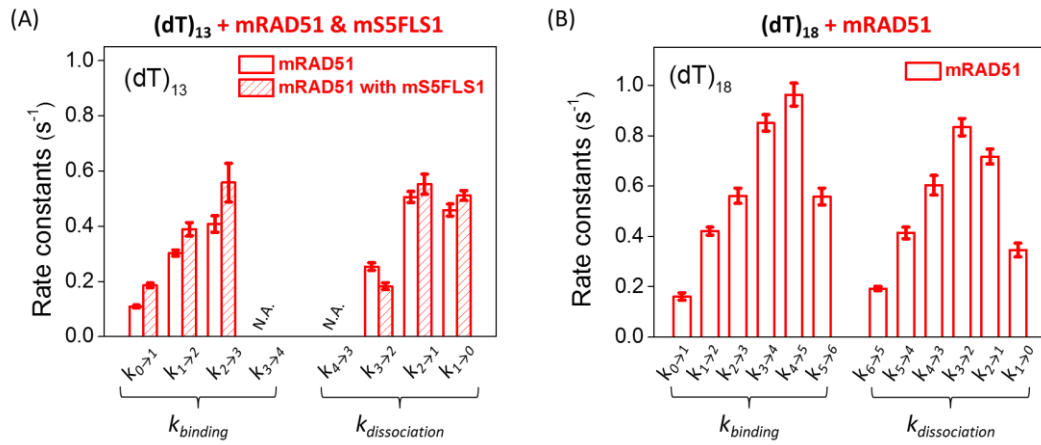 (A)
(dT)₁₃ + mRAD51 & mS5FLS1
Rate constants (s⁻¹)
1.0
0.8
0.6
0.4
0.2
0.0
(dT)₁₃
mRAD51
mRAD51 with mS5FLS1
N.A.
N.A.
k₀→₁
k₁→₂
k₂→₃
k₃→₄
k₄→₃
k₃→₂
k₂→₁
k₁→₀
k_binding
k_dissociation
(B)
(dT)₁₈ + mRAD51
Rate constants (s⁻¹)
1.0
0.8
0.6
0.4
0.2
0.0
(dT)₁₈
mRAD51
k₀→₁
k₁→₂
k₂→₃
k₃→₄
k₄→₅
k₅→₆
k₆→₅
k₅→₄
k₄→₃
k₃→₂
k₂→₁
k₁→₀
k_binding
k_dissociation